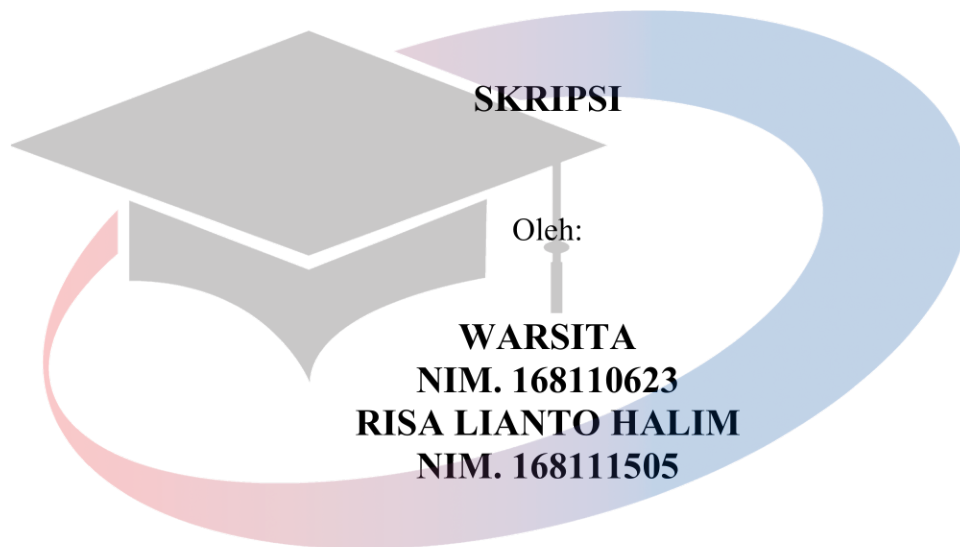 SKRIPSI
Oleh:
WARSITA
NIM. 168110623
RISA LIANTO HALIM
NIM. 168111505